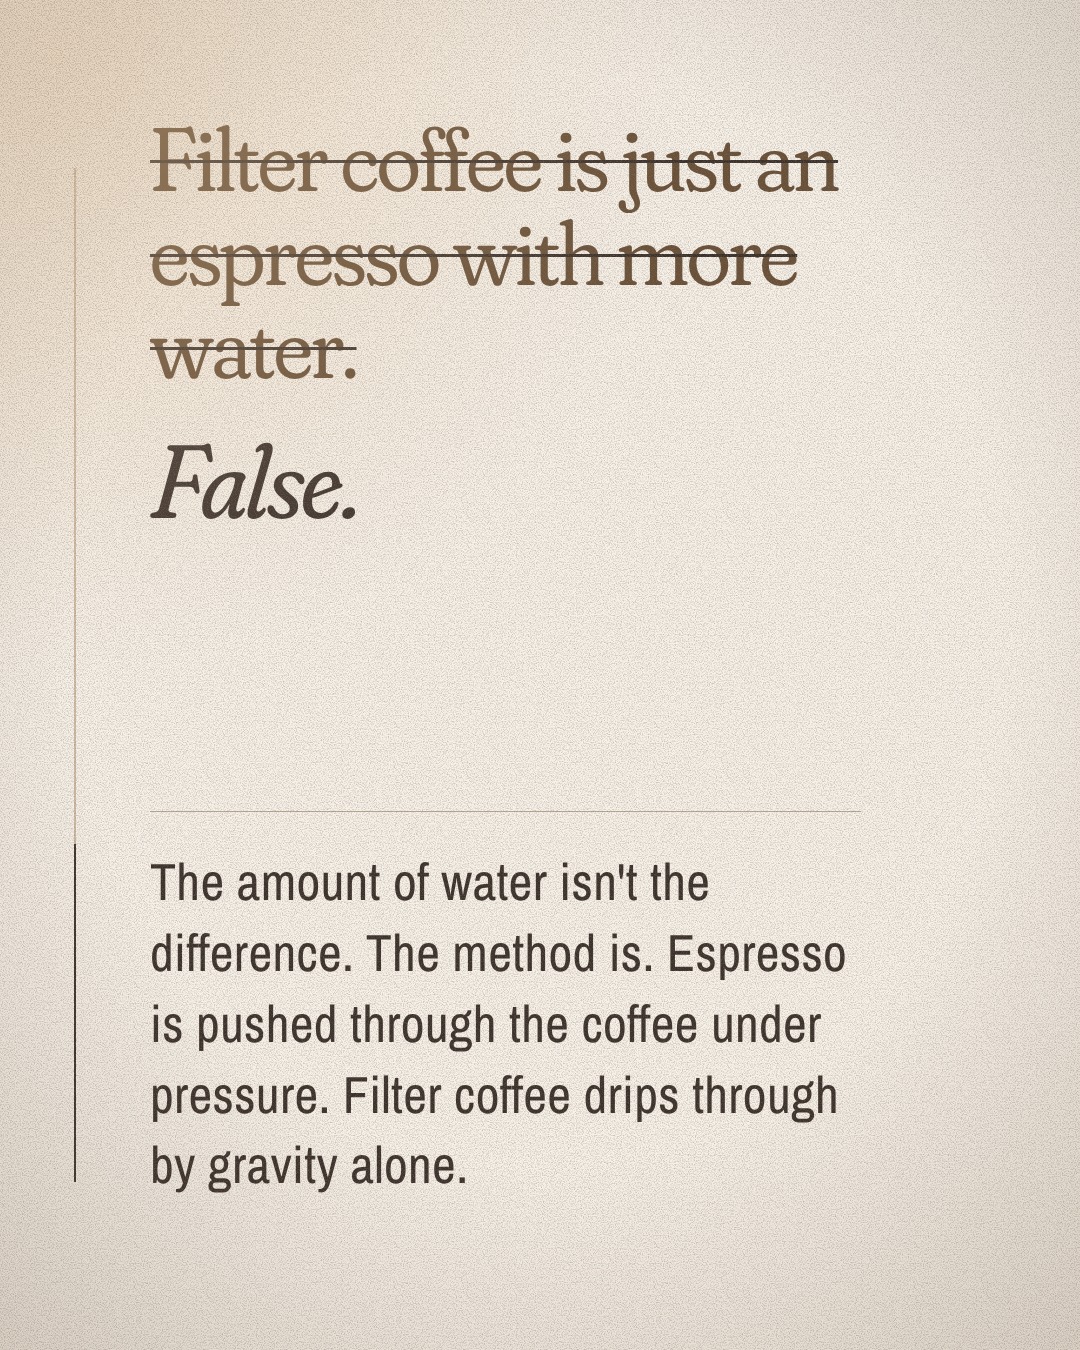 Filter coffee is just an
espresso with more
water.
False.
The amount of water isn't the
difference. The method is. Espresso
is pushed through the coffee under
pressure. Filter coffee drips through
by gravity alone.